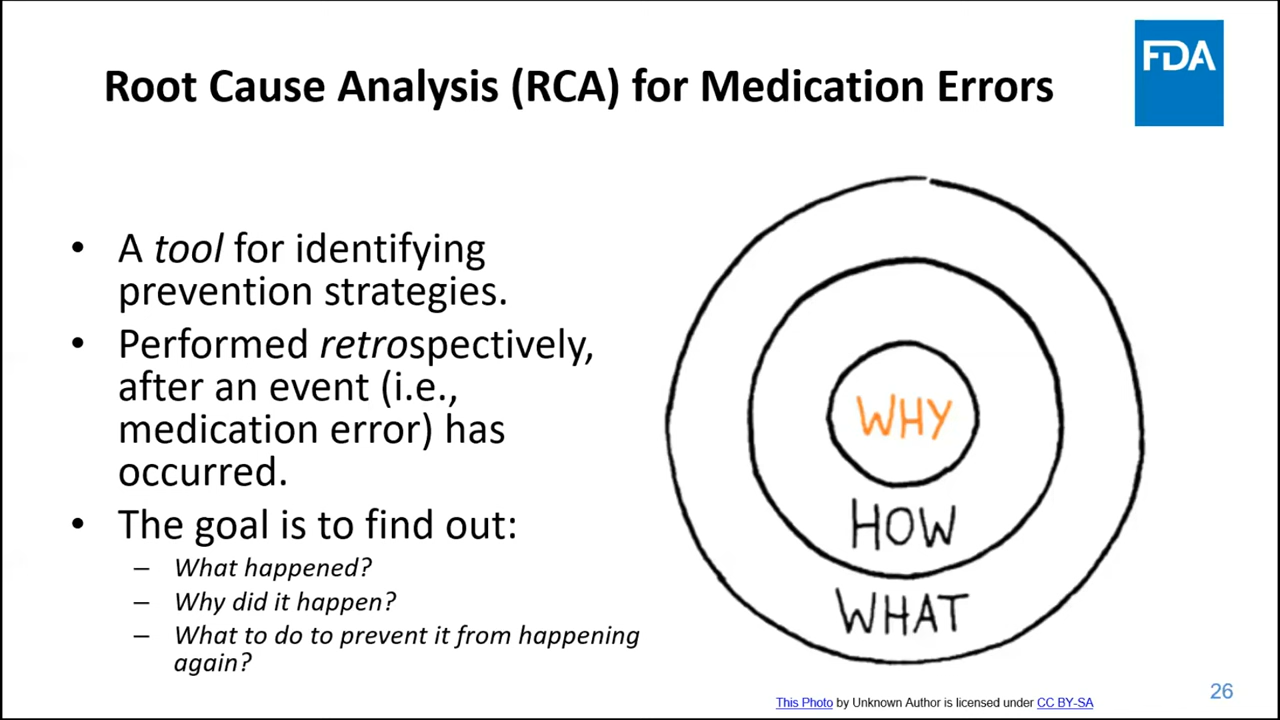 FDA
Root Cause Analysis (RCA) for Medication Errors
• A tool for identifying
prevention strategies.
• Performed retrospectively,
after an event (i.e.,
medication error) has
occurred.
• The goal is to find out:
– What happened?
– Why did it happen?
– What to do to prevent it from happening
again?
WHY
HOW
WHAT
This Photo by Unknown Author is licensed under CC BY-SA
26